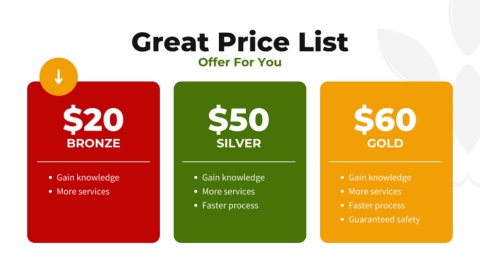 Great Price List
Offer For You
$20
BRONZE
• Gain knowledge
• More services
$50
SILVER
• Gain knowledge
• More services
• Faster process
$60
GOLD
• Gain knowledge
• More services
• Faster process
• Guaranteed safety